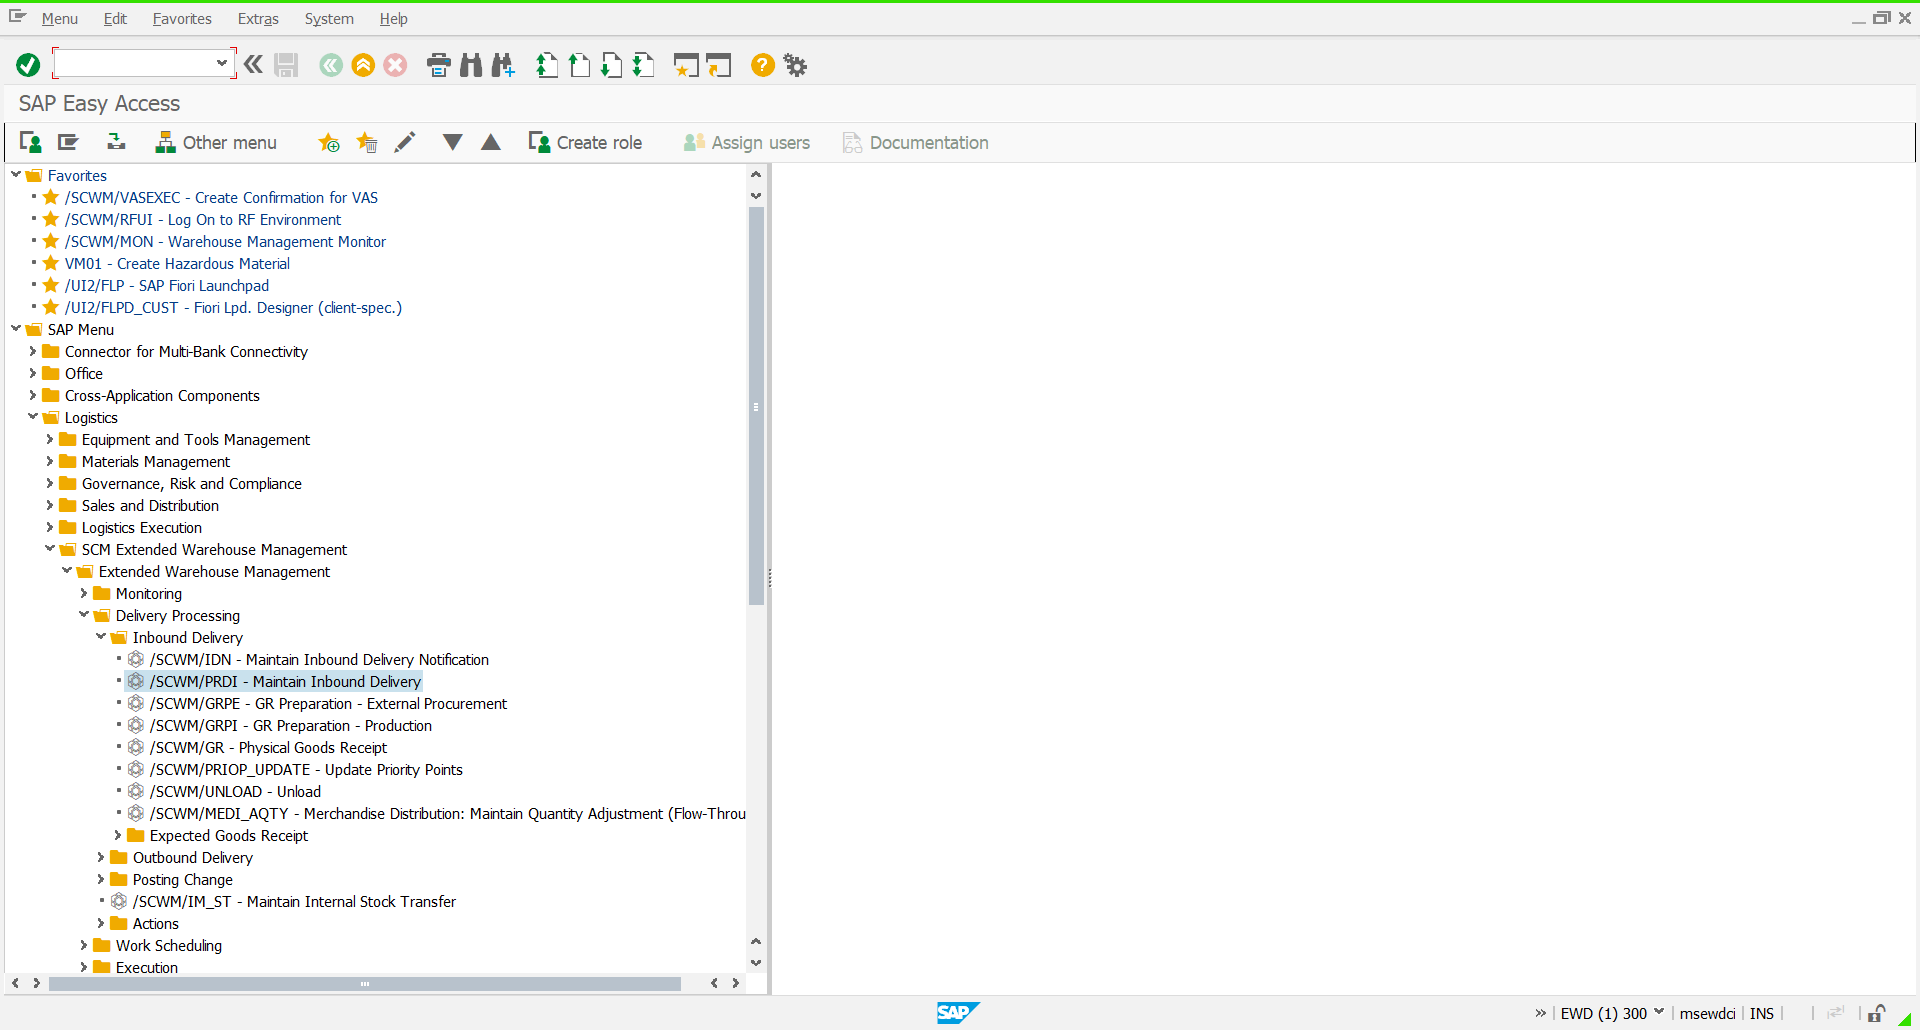 Menu Edit Favorites Extras System Help
SAP Easy Access
Other menu Create role Assign users Documentation
Favorites
/SCWM/VASEXEC - Create Confirmation for VAS
/SCWM/RFUI - Log On to RF Environment
/SCWM/MON - Warehouse Management Monitor
VM01 - Create Hazardous Material
/UI2/FLP - SAP Fiori Launchpad
/UI2/FLPD_CUST - Fiori Lpd. Designer (client-spec.)
SAP Menu
Connector for Multi-Bank Connectivity
Office
Cross-Application Components
Logistics
Equipment and Tools Management
Materials Management
Governance, Risk and Compliance
Sales and Distribution
Logistics Execution
SCM Extended Warehouse Management
Extended Warehouse Management
Monitoring
Delivery Processing
Inbound Delivery
/SCWM/IDN - Maintain Inbound Delivery Notification
/SCWM/PRDI - Maintain Inbound Delivery
/SCWM/GRPE - GR Preparation - External Procurement
/SCWM/GRPI - GR Preparation - Production
/SCWM/GR - Physical Goods Receipt
/SCWM/PRIOP_UPDATE - Update Priority Points
/SCWM/UNLOAD - Unload
/SCWM/MEDI_AQTY - Merchandise Distribution: Maintain Quantity Adjustment (Flow-Throu
Expected Goods Receipt
Outbound Delivery
Posting Change
/SCWM/IM_ST - Maintain Internal Stock Transfer
Actions
Work Scheduling
Execution
SAP EWD (1) 300 msewdci INS